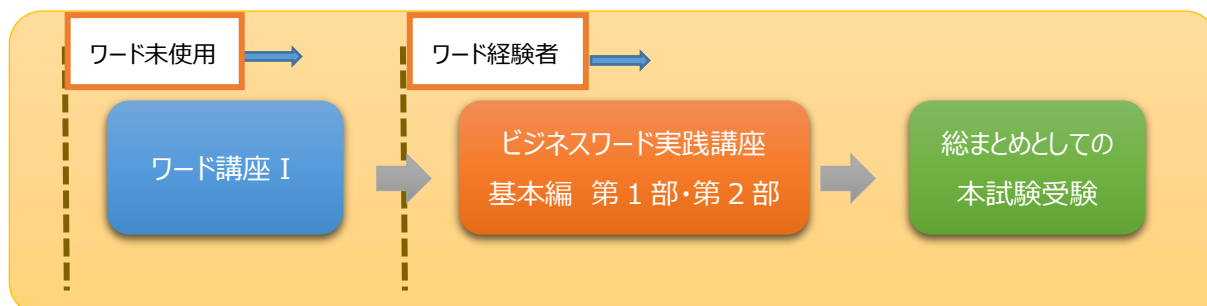 ワード未使用
ワード経験者
ワード講座 I
ビジネスワード実践講座
基本編 第1部・第2部
総まとめとしての
本試験受験